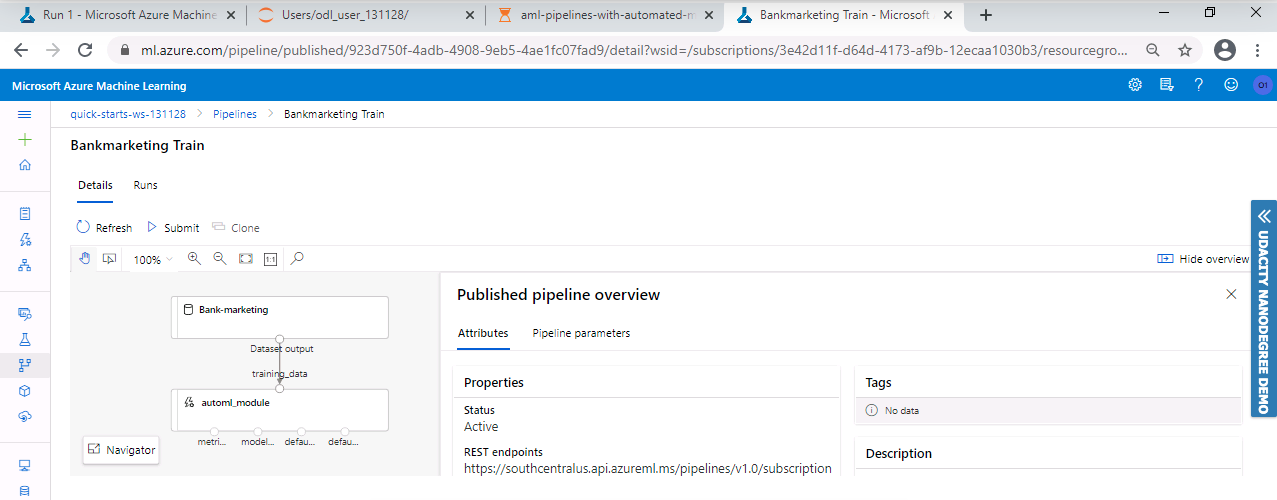 Run 1 - Microsoft Azure Machine
Users/odl_user_131128/
aml-pipelines-with-automated-m
Bankmarketing Train - Microsoft
ml.azure.com/pipeline/published/923d750f-4adb-4908-9eb5-4ae1fc07fad9/detail?wsid=/subscriptions/3e42d11f-d64d-4173-af9b-12ecaa1030b3/resourcegro...
Microsoft Azure Machine Learning
O1
quick-starts-ws-131128 > Pipelines > Bankmarketing Train
Bankmarketing Train
Details Runs
Refresh Submit Clone
100% 1:1 Hide overview
UDACITY NANODEGREE DEMO
Bank-marketing
Dataset output
training_data
automl_module
metri... model... defau... defau...
Navigator
Published pipeline overview
Attributes Pipeline parameters
Properties
Status
Active
REST endpoints
https://southcentralus.api.azureml.ms/pipelines/v1.0/subscription
Tags
No data
Description